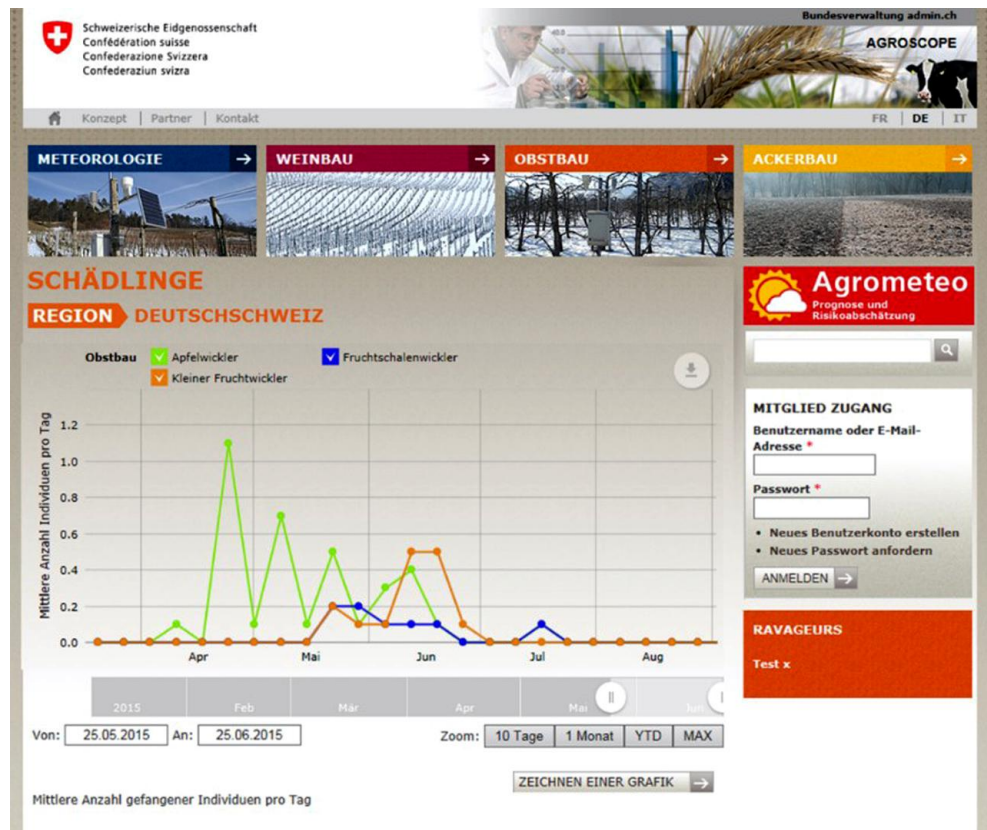 Bundesverwaltung admin.ch
Schweizerische Eidgenossenschaft
Confédération suisse
Confederazione Svizzera
Confederaziun svizra
AGROSCOPE
Konzept | Partner | Kontakt
FR | DE | IT
METEOROLOGIE
WEINBAU
OBSTBAU
ACKERBAU
SCHÄDLINGE
REGION DEUTSCHSCHWEIZ
Obstbau Apfelwickler Fruchtschalenwickler
Kleiner Fruchtwickler
Mittlere Anzahl Individuen pro Tag
1.2
1.0
0.8
0.6
0.4
0.2
0.0
Apr Mai Jun Jul Aug
2015 Feb Mär Apr Mai Jun
Von: 25.05.2015 An: 25.06.2015 Zoom: 10 Tage 1 Monat YTD MAX
ZEICHNEN EINER GRAFIK
Mittlere Anzahl gefangener Individuen pro Tag
Agrometeo
Prognose und
Risikoabschätzung
MITGLIED ZUGANG
Benutzername oder E-Mail-
Adresse *
Passwort *
• Neues Benutzerkonto erstellen
• Neues Passwort anfordern
ANMELDEN
RAVAGEURS
Test x